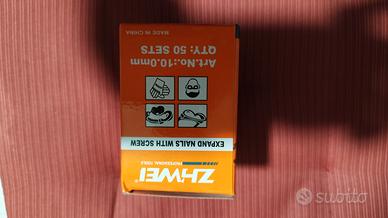 ZHWEI
PROFESSIONAL TOOLS
EXPAND NAILS WITH SCREW
Art.No.:10.0mm
QTY: 50 SETS
MADE IN CHINA
subito